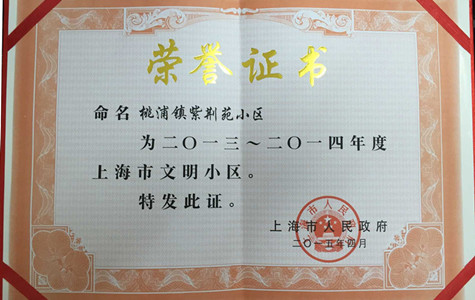 荣誉证书
命名 桃浦镇紫荆苑小区
为二〇一三～二〇一四年度
上海市文明小区。
特发此证。
上海市人民政府
二〇一五年四月